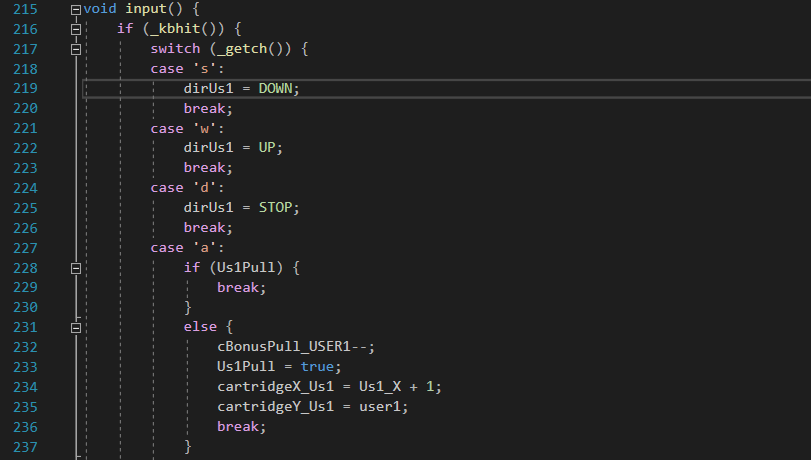 215 void input() {
216 if (_kbhit()) {
217 switch (_getch()) {
218 case 's':
219 dirUs1 = DOWN;
220 break;
221 case 'w':
222 dirUs1 = UP;
223 break;
224 case 'd':
225 dirUs1 = STOP;
226 break;
227 case 'a':
228 if (Us1Pull) {
229 break;
230 }
231 else {
232 cBonusPull_USER1--;
233 Us1Pull = true;
234 cartridgeX_Us1 = Us1_X + 1;
235 cartridgeY_Us1 = user1;
236 break;
237 }